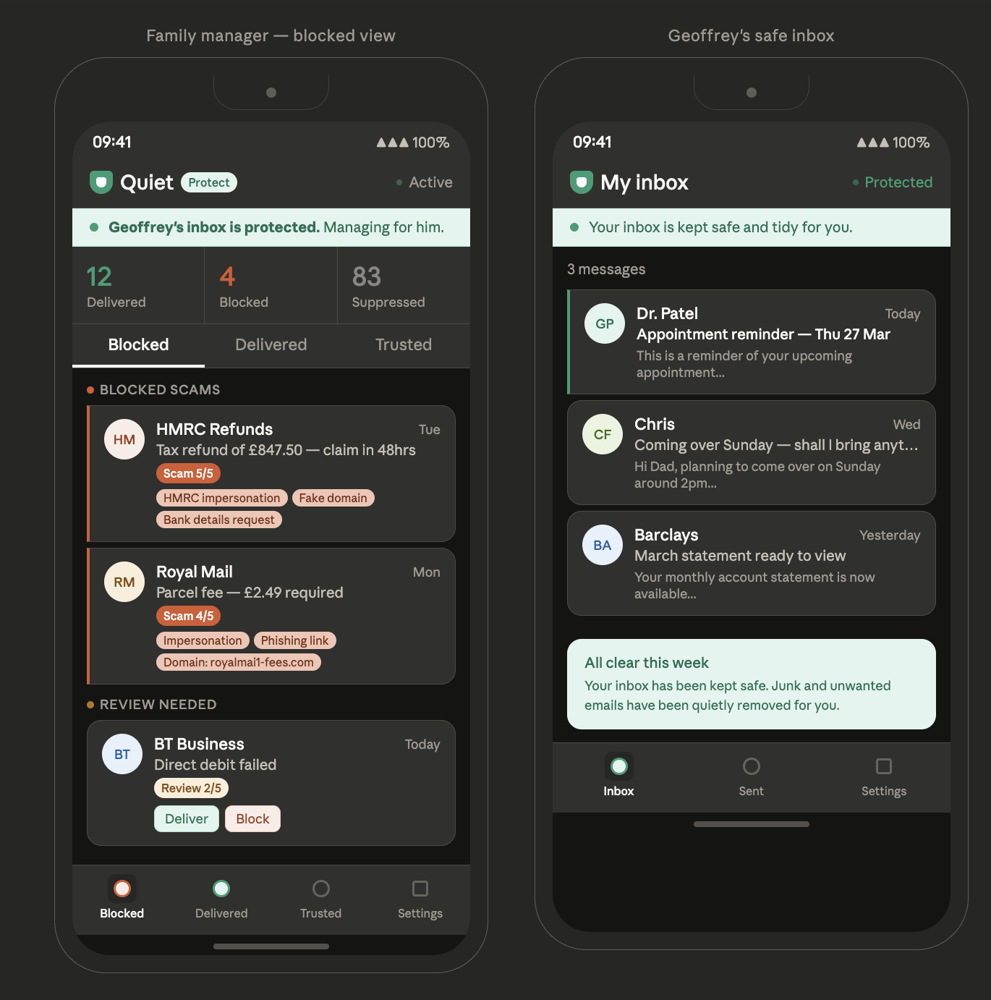 Family manager — blocked view
09:41
100%
Quiet
Protect
Active
Geoffrey's inbox is protected. Managing for him.
12
Delivered
4
Blocked
83
Suppressed
Blocked
Delivered
Trusted
BLOCKED SCAMS
HM
HMRC Refunds
Tue
Tax refund of £847.50 — claim in 48hrs
Scam 5/5
HMRC impersonation
Fake domain
Bank details request
RM
Royal Mail
Mon
Parcel fee — £2.49 required
Scam 4/5
Impersonation
Phishing link
Domain: royalmai1-fees.com
REVIEW NEEDED
BT
BT Business
Today
Direct debit failed
Review 2/5
Deliver
Block
Blocked
Delivered
Trusted
Settings
Geoffrey's safe inbox
09:41
100%
My inbox
Protected
Your inbox is kept safe and tidy for you.
3 messages
GP
Dr. Patel
Today
Appointment reminder — Thu 27 Mar
This is a reminder of your upcoming
appointment...
CF
Chris
Wed
Coming over Sunday — shall I bring anyt...
Hi Dad, planning to come over on Sunday
around 2pm...
BA
Barclays
Yesterday
March statement ready to view
Your monthly account statement is now
available...
All clear this week
Your inbox has been kept safe. Junk and unwanted
emails have been quietly removed for you.
Inbox
Sent
Settings